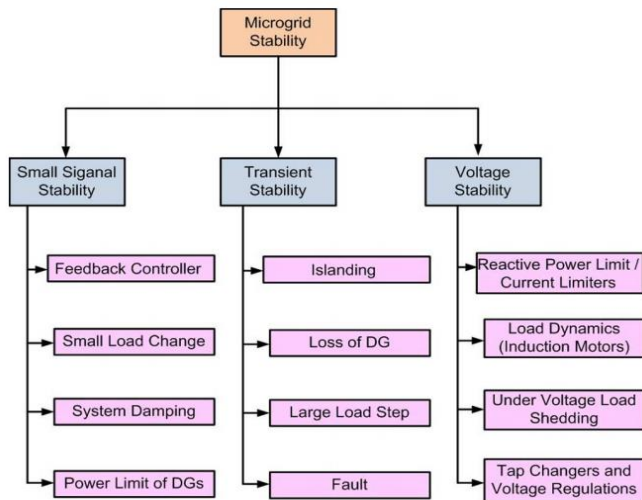 Microgrid
Stability
Small Siganal
Stability
Transient
Stability
Voltage
Stability
Feedback Controller
Small Load Change
System Damping
Power Limit of DGs
Islanding
Loss of DG
Large Load Step
Fault
Reactive Power Limit /
Current Limiters
Load Dynamics
(Induction Motors)
Under Voltage Load
Shedding
Tap Changers and
Voltage Regulations